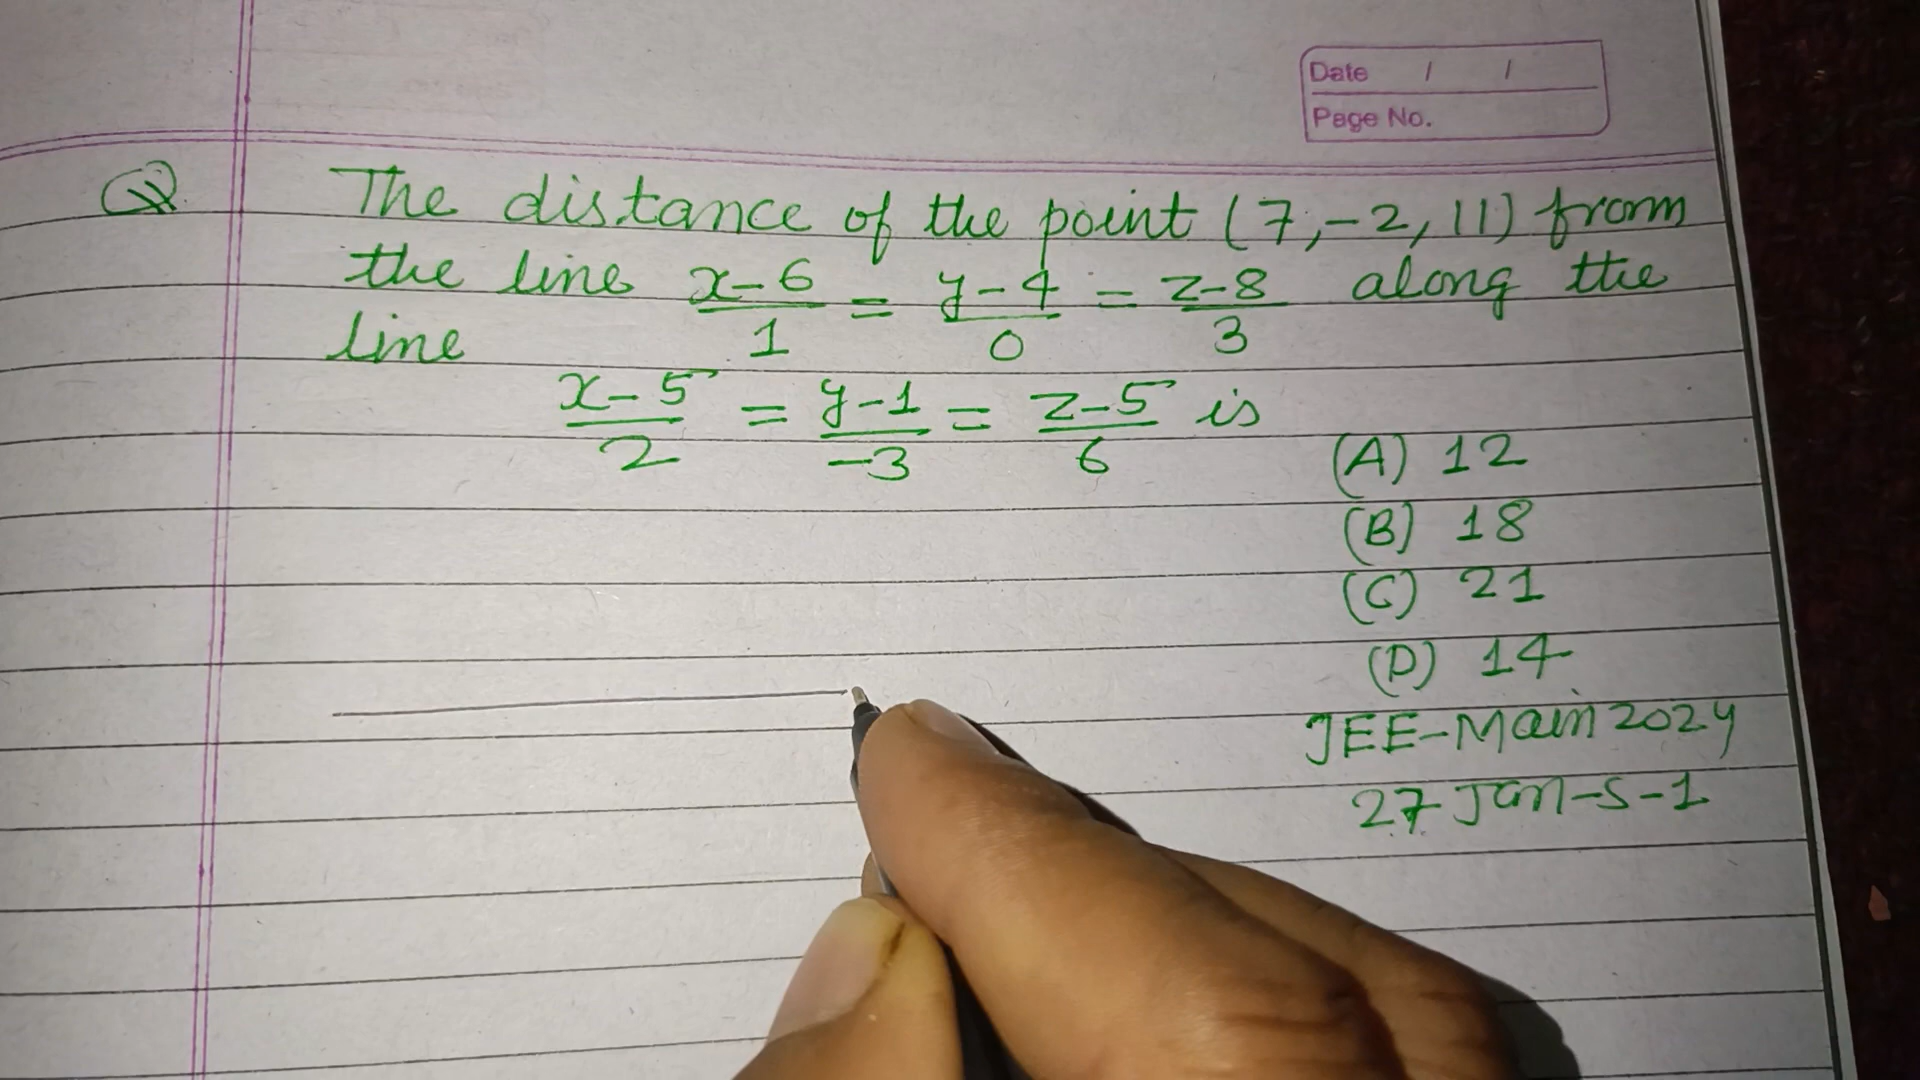 Date / /
Page No.
Q The distance of the point (7,-2,11) from
the line x-6/1 = y-4/0 = z-8/3 along the
line
x-5/2 = y-1/-3 = z-5/6 is
(A) 12
(B) 18
(C) 21
(D) 14
JEE-Main 2024
27 Jan-S-1